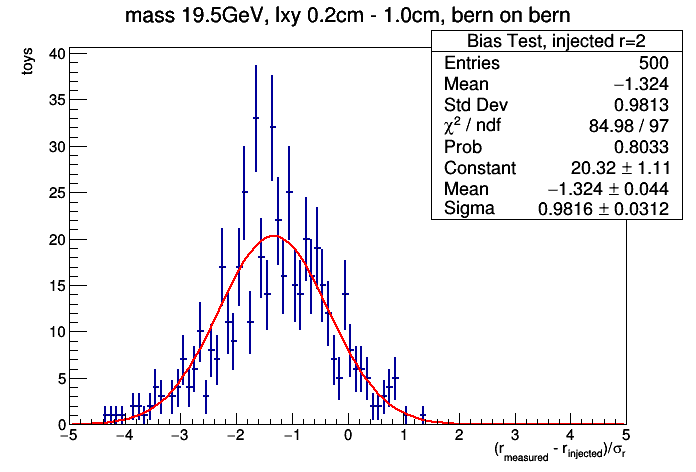 mass 19.5GeV, lxy 0.2cm - 1.0cm, bern on bern
Bias Test, injected r=2
Entries 500
Mean −1.324
Std Dev 0.9813
χ² / ndf 84.98 / 97
Prob 0.8033
Constant 20.32 ± 1.11
Mean −1.324 ± 0.044
Sigma 0.9816 ± 0.0312
toys
40
35
30
25
20
15
10
5
0
−5 −4 −3 −2 −1 0 1 2 3 4 5
(r_measured - r_injected)/σ_r